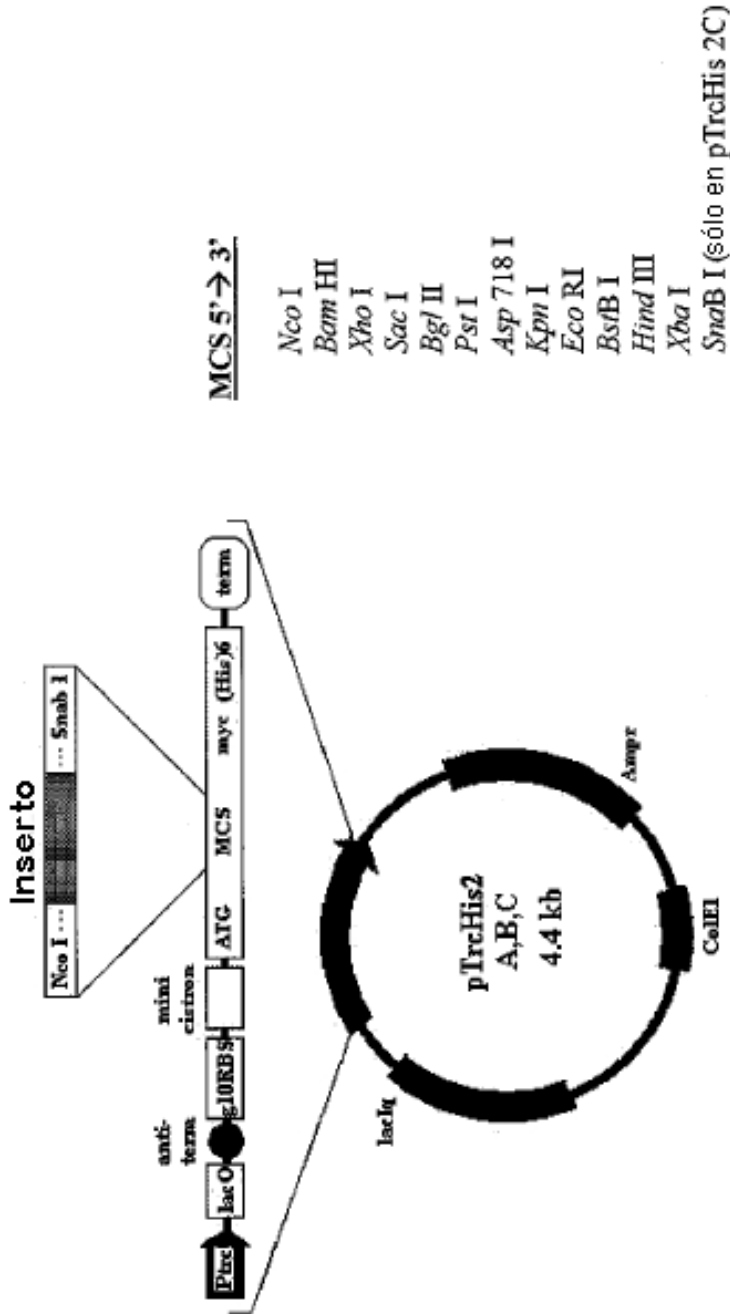 Inserto
Nco I ... ... Snab 1
anti-
term
mini
cistron
Ptrc lacO g10RBS ATG MCS myc (His)6 term
pTrcHis2
A,B,C
4.4 kb
lacIq
Ampr
ColE1
MCS 5' → 3'
Nco I
Bam HI
Xho I
Sac I
Bgl II
Pst I
Asp 718 I
Kpn I
Eco RI
BstB I
Hind III
Xba I
SnaB I (sólo en pTrcHis 2C)